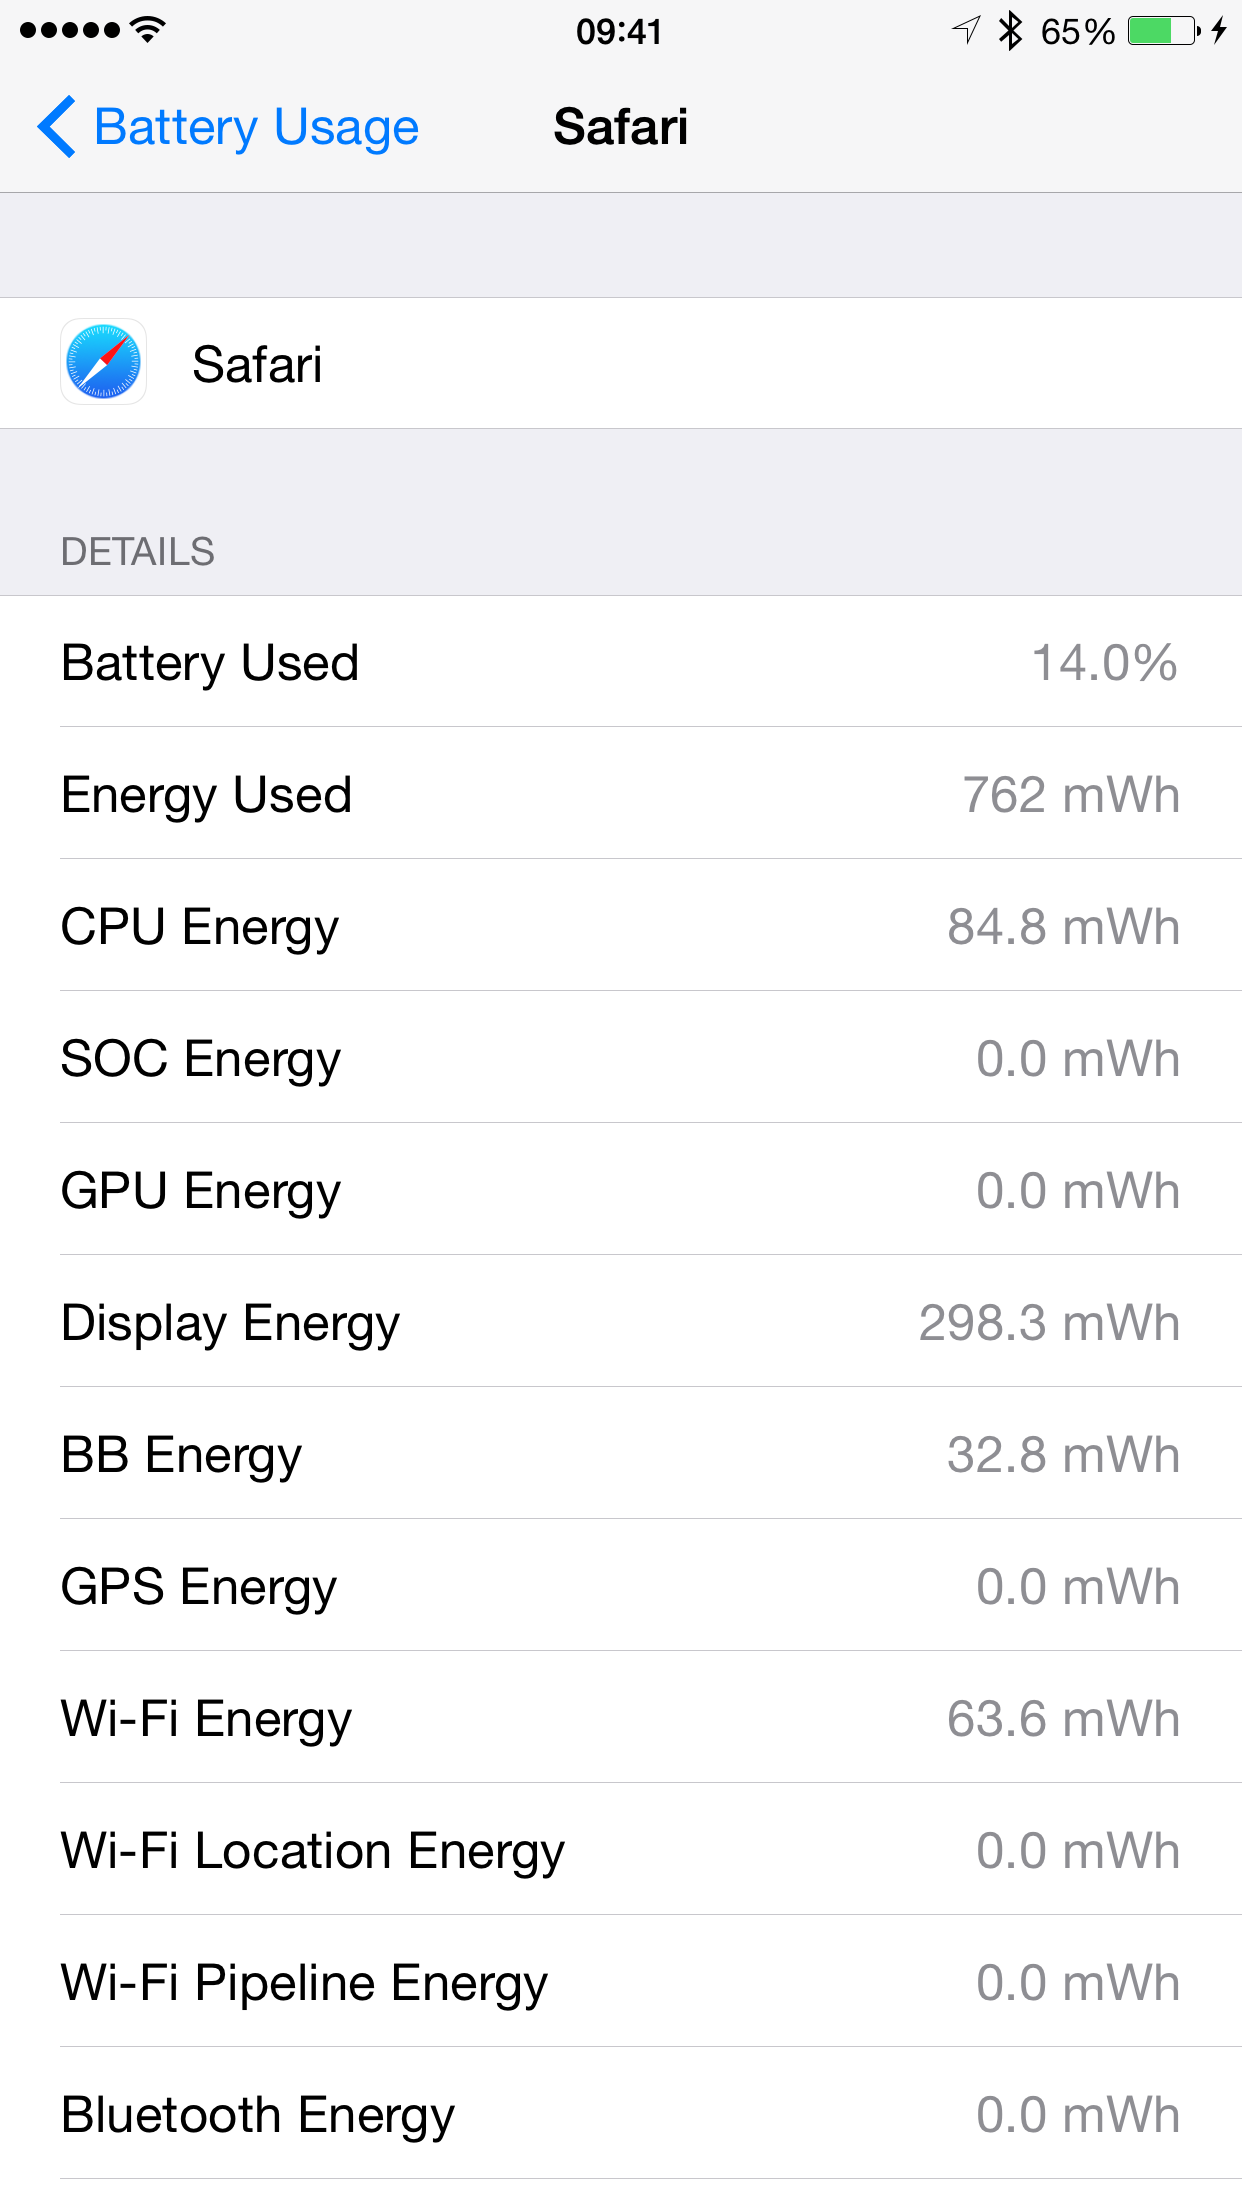 09:41 65%
Battery Usage Safari
Safari
DETAILS
Battery Used 14.0%
Energy Used 762 mWh
CPU Energy 84.8 mWh
SOC Energy 0.0 mWh
GPU Energy 0.0 mWh
Display Energy 298.3 mWh
BB Energy 32.8 mWh
GPS Energy 0.0 mWh
Wi-Fi Energy 63.6 mWh
Wi-Fi Location Energy 0.0 mWh
Wi-Fi Pipeline Energy 0.0 mWh
Bluetooth Energy 0.0 mWh